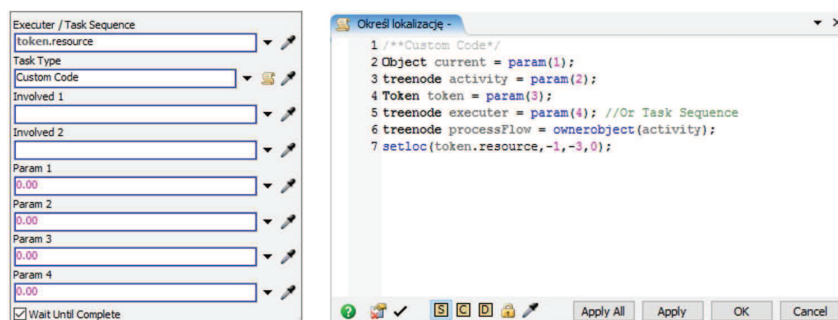 Executer / Task Sequence
token.resource
Task Type
Custom Code
Involved 1
Involved 2
Param 1
0.00
Param 2
0.00
Param 3
0.00
Param 4
0.00
Wait Until Complete
Określ lokalizację -
1 /**Custom Code*/
2 Object current = param(1);
3 treenode activity = param(2);
4 Token token = param(3);
5 treenode executer = param(4); //Or Task Sequence
6 treenode processFlow = ownerobject(activity);
7 setloc(token.resource,-1,-3,0);
S C D Apply All Apply OK Cancel